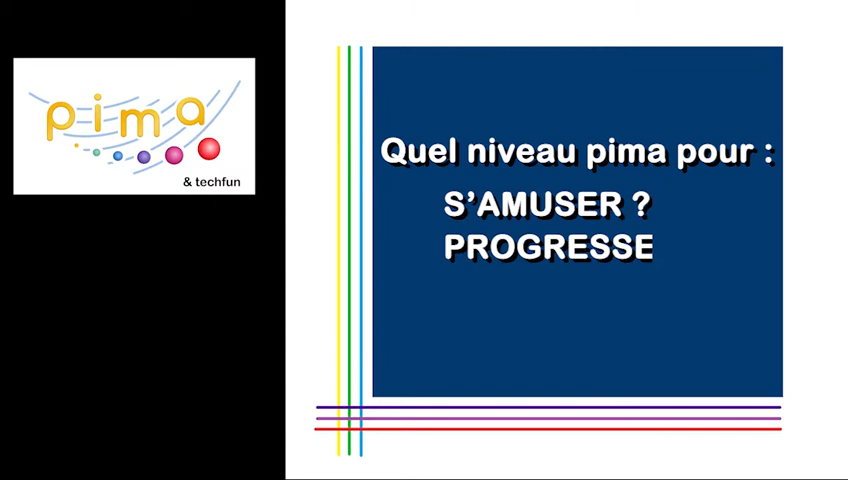 pima
& techfun
Quel niveau pima pour :
S’AMUSER ?
PROGRESSE